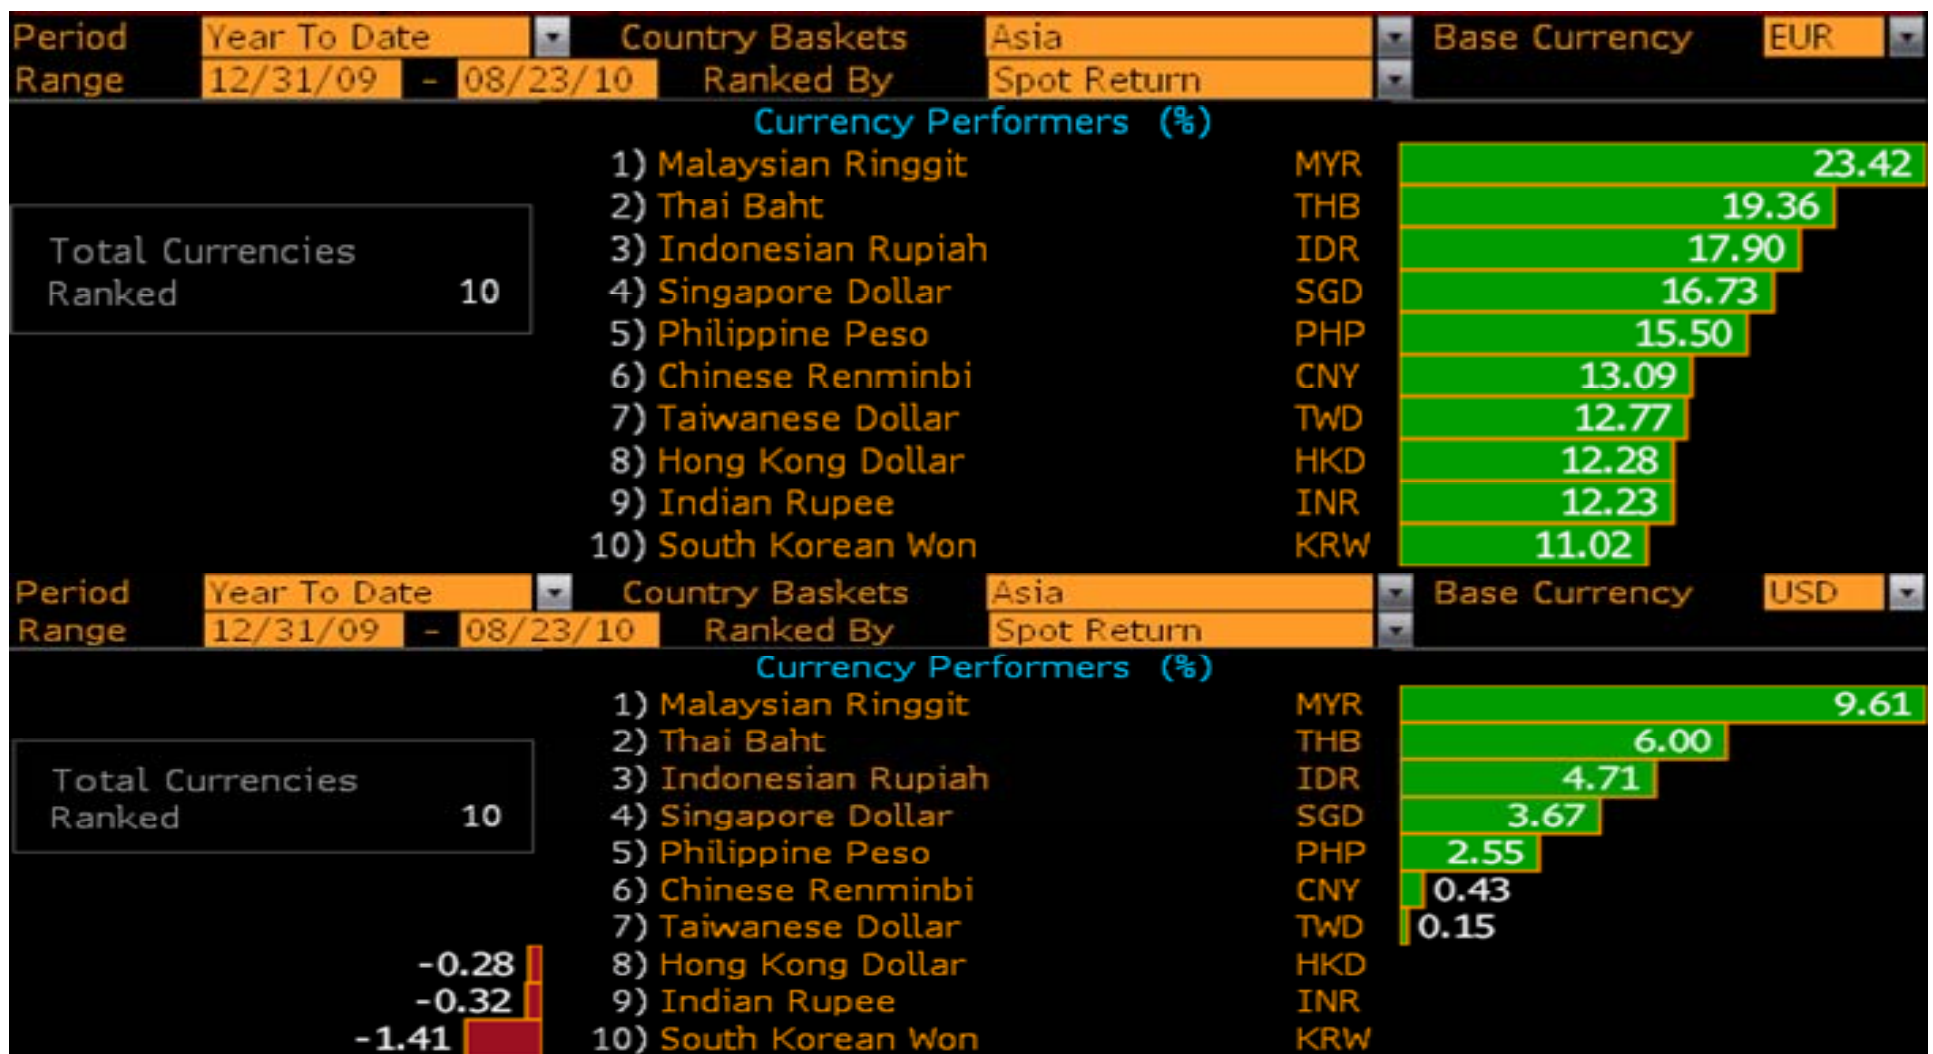 Period Year To Date Country Baskets Asia Base Currency EUR
Range 12/31/09 - 08/23/10 Ranked By Spot Return
Currency Performers (%)
1) Malaysian Ringgit MYR 23.42
2) Thai Baht THB 19.36
Total Currencies 3) Indonesian Rupiah IDR 17.90
Ranked 10 4) Singapore Dollar SGD 16.73
5) Philippine Peso PHP 15.50
6) Chinese Renminbi CNY 13.09
7) Taiwanese Dollar TWD 12.77
8) Hong Kong Dollar HKD 12.28
9) Indian Rupee INR 12.23
10) South Korean Won KRW 11.02
Period Year To Date Country Baskets Asia Base Currency USD
Range 12/31/09 - 08/23/10 Ranked By Spot Return
Currency Performers (%)
1) Malaysian Ringgit MYR 9.61
2) Thai Baht THB 6.00
Total Currencies 3) Indonesian Rupiah IDR 4.71
Ranked 10 4) Singapore Dollar SGD 3.67
5) Philippine Peso PHP 2.55
6) Chinese Renminbi CNY 0.43
7) Taiwanese Dollar TWD 0.15
-0.28 8) Hong Kong Dollar HKD
-0.32 9) Indian Rupee INR
-1.41 10) South Korean Won KRW